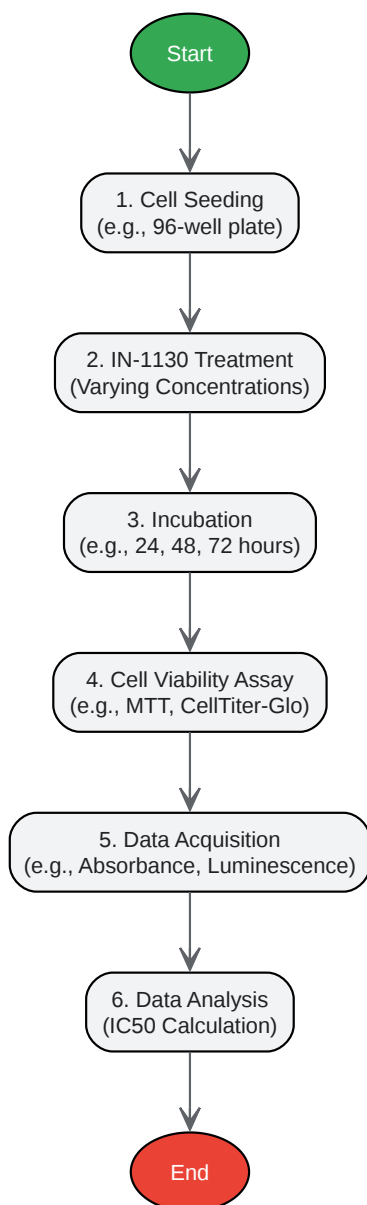 Start
1. Cell Seeding
(e.g., 96-well plate)
2. IN-1130 Treatment
(Varying Concentrations)
3. Incubation
(e.g., 24, 48, 72 hours)
4. Cell Viability Assay
(e.g., MTT, CellTiter-Glo)
5. Data Acquisition
(e.g., Absorbance, Luminescence)
6. Data Analysis
(IC50 Calculation)
End